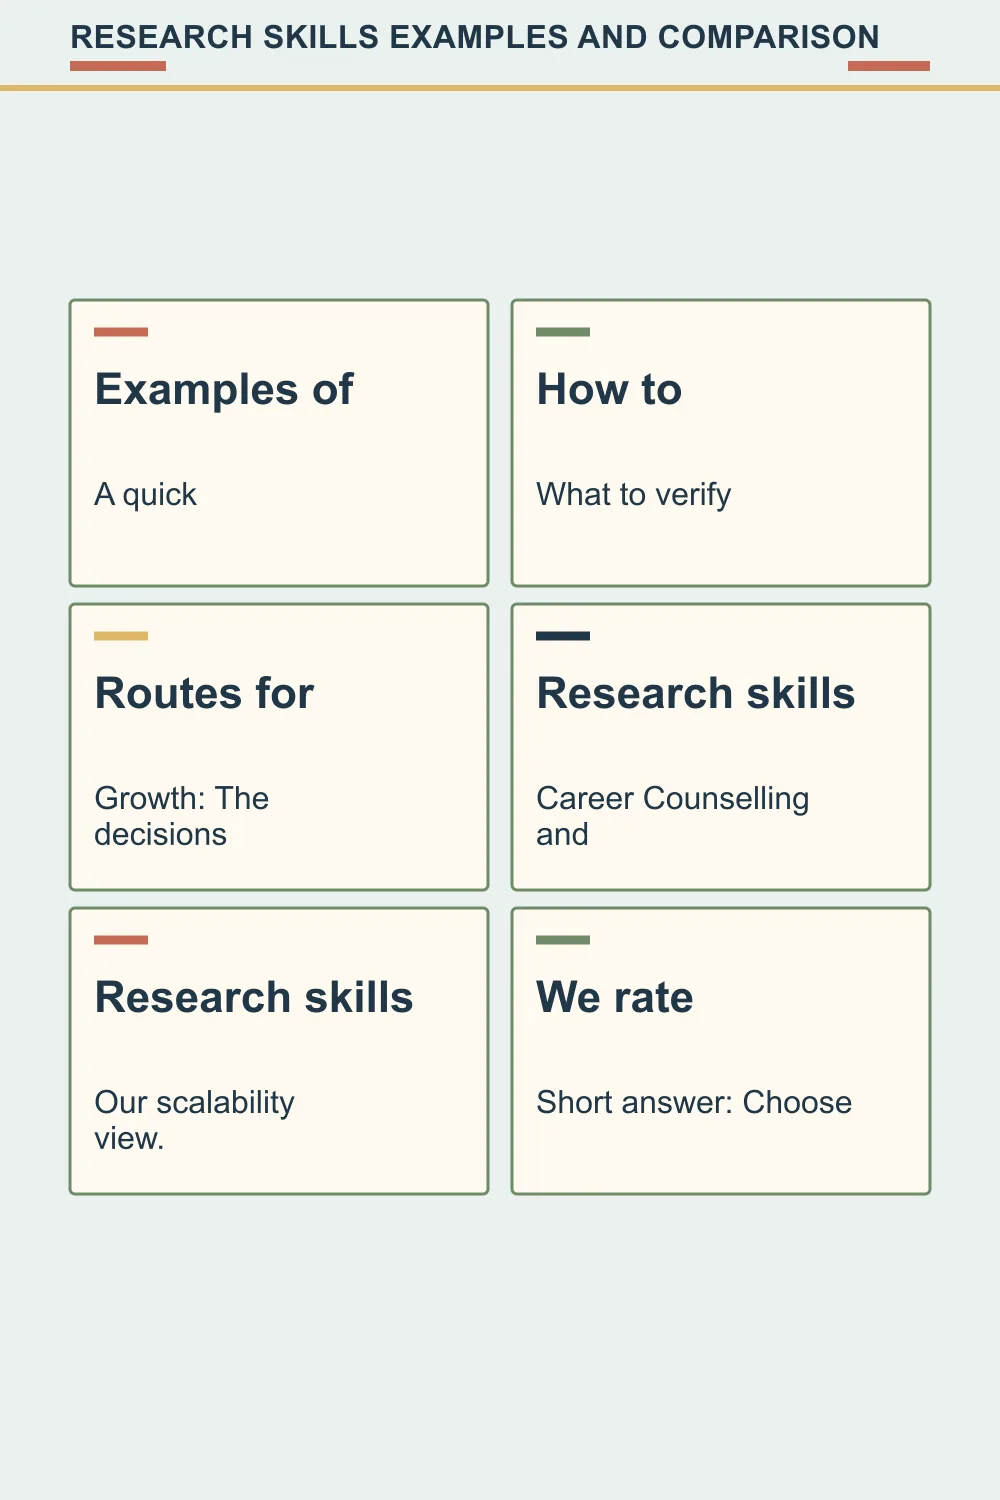 RESEARCH SKILLS EXAMPLES AND COMPARISON
Examples of
A quick
How to
What to verify
Routes for
Growth: The
decisions
Research skills
Career Counselling
and
Research skills
Our scalability
view.
We rate
Short answer: Choose